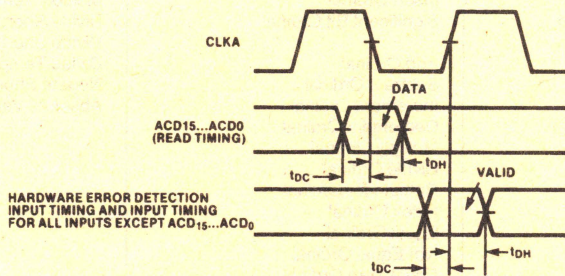 CLKA
DATA
ACD15...ACD0
(READ TIMING)
tDC
tDH
VALID
HARDWARE ERROR DETECTION
INPUT TIMING AND INPUT TIMING
FOR ALL INPUTS EXCEPT ACD15...ACD0
tDH
tDC